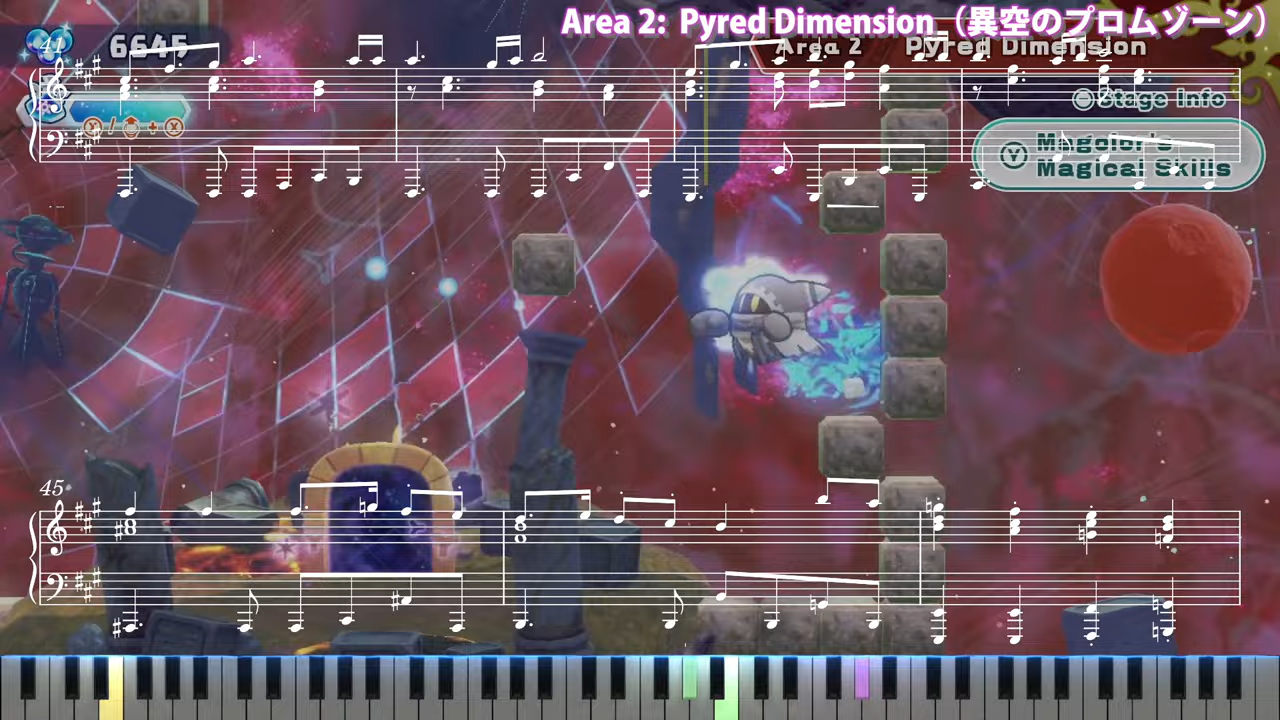 Area 2:  Pyred Dimension（異空のプロムゾーン）
41
6645
Area 2  Pyred Dimension
Stage Info
Y / + X
Y Magolor's
Magical Skills
45